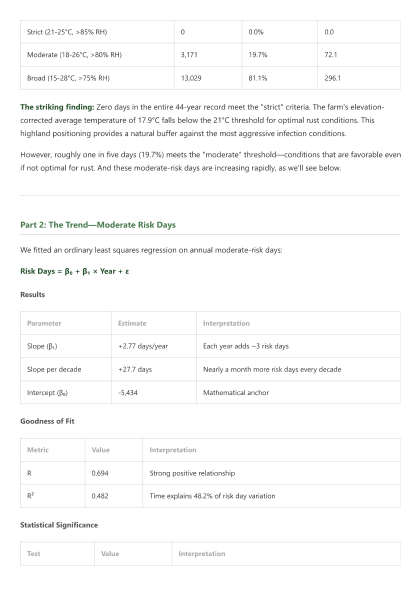 Strict (21-25°C, >85% RH) 0 0.0% 0.0
Moderate (18-26°C, >80% RH) 3,171 19.7% 72.1
Broad (15-28°C, >75% RH) 13,029 81.1% 296.1
The striking finding: Zero days in the entire 44-year record meet the "strict" criteria. The farm's elevation-
corrected average temperature of 17.9°C falls below the 21°C threshold for optimal rust conditions. This
highland positioning provides a natural buffer against the most aggressive infection conditions.
However, roughly one in five days (19.7%) meets the "moderate" threshold—conditions that are favorable even
if not optimal for rust. And these moderate-risk days are increasing rapidly, as we'll see below.
Part 2: The Trend—Moderate Risk Days
We fitted an ordinary least squares regression on annual moderate-risk days:
Risk Days = β₀ + β₁ × Year + ε
Results
Parameter Estimate Interpretation
Slope (β₁) +2.77 days/year Each year adds ~3 risk days
Slope per decade +27.7 days Nearly a month more risk days every decade
Intercept (β₀) -5,434 Mathematical anchor
Goodness of Fit
Metric Value Interpretation
R 0.694 Strong positive relationship
R² 0.482 Time explains 48.2% of risk day variation
Statistical Significance
Test Value Interpretation